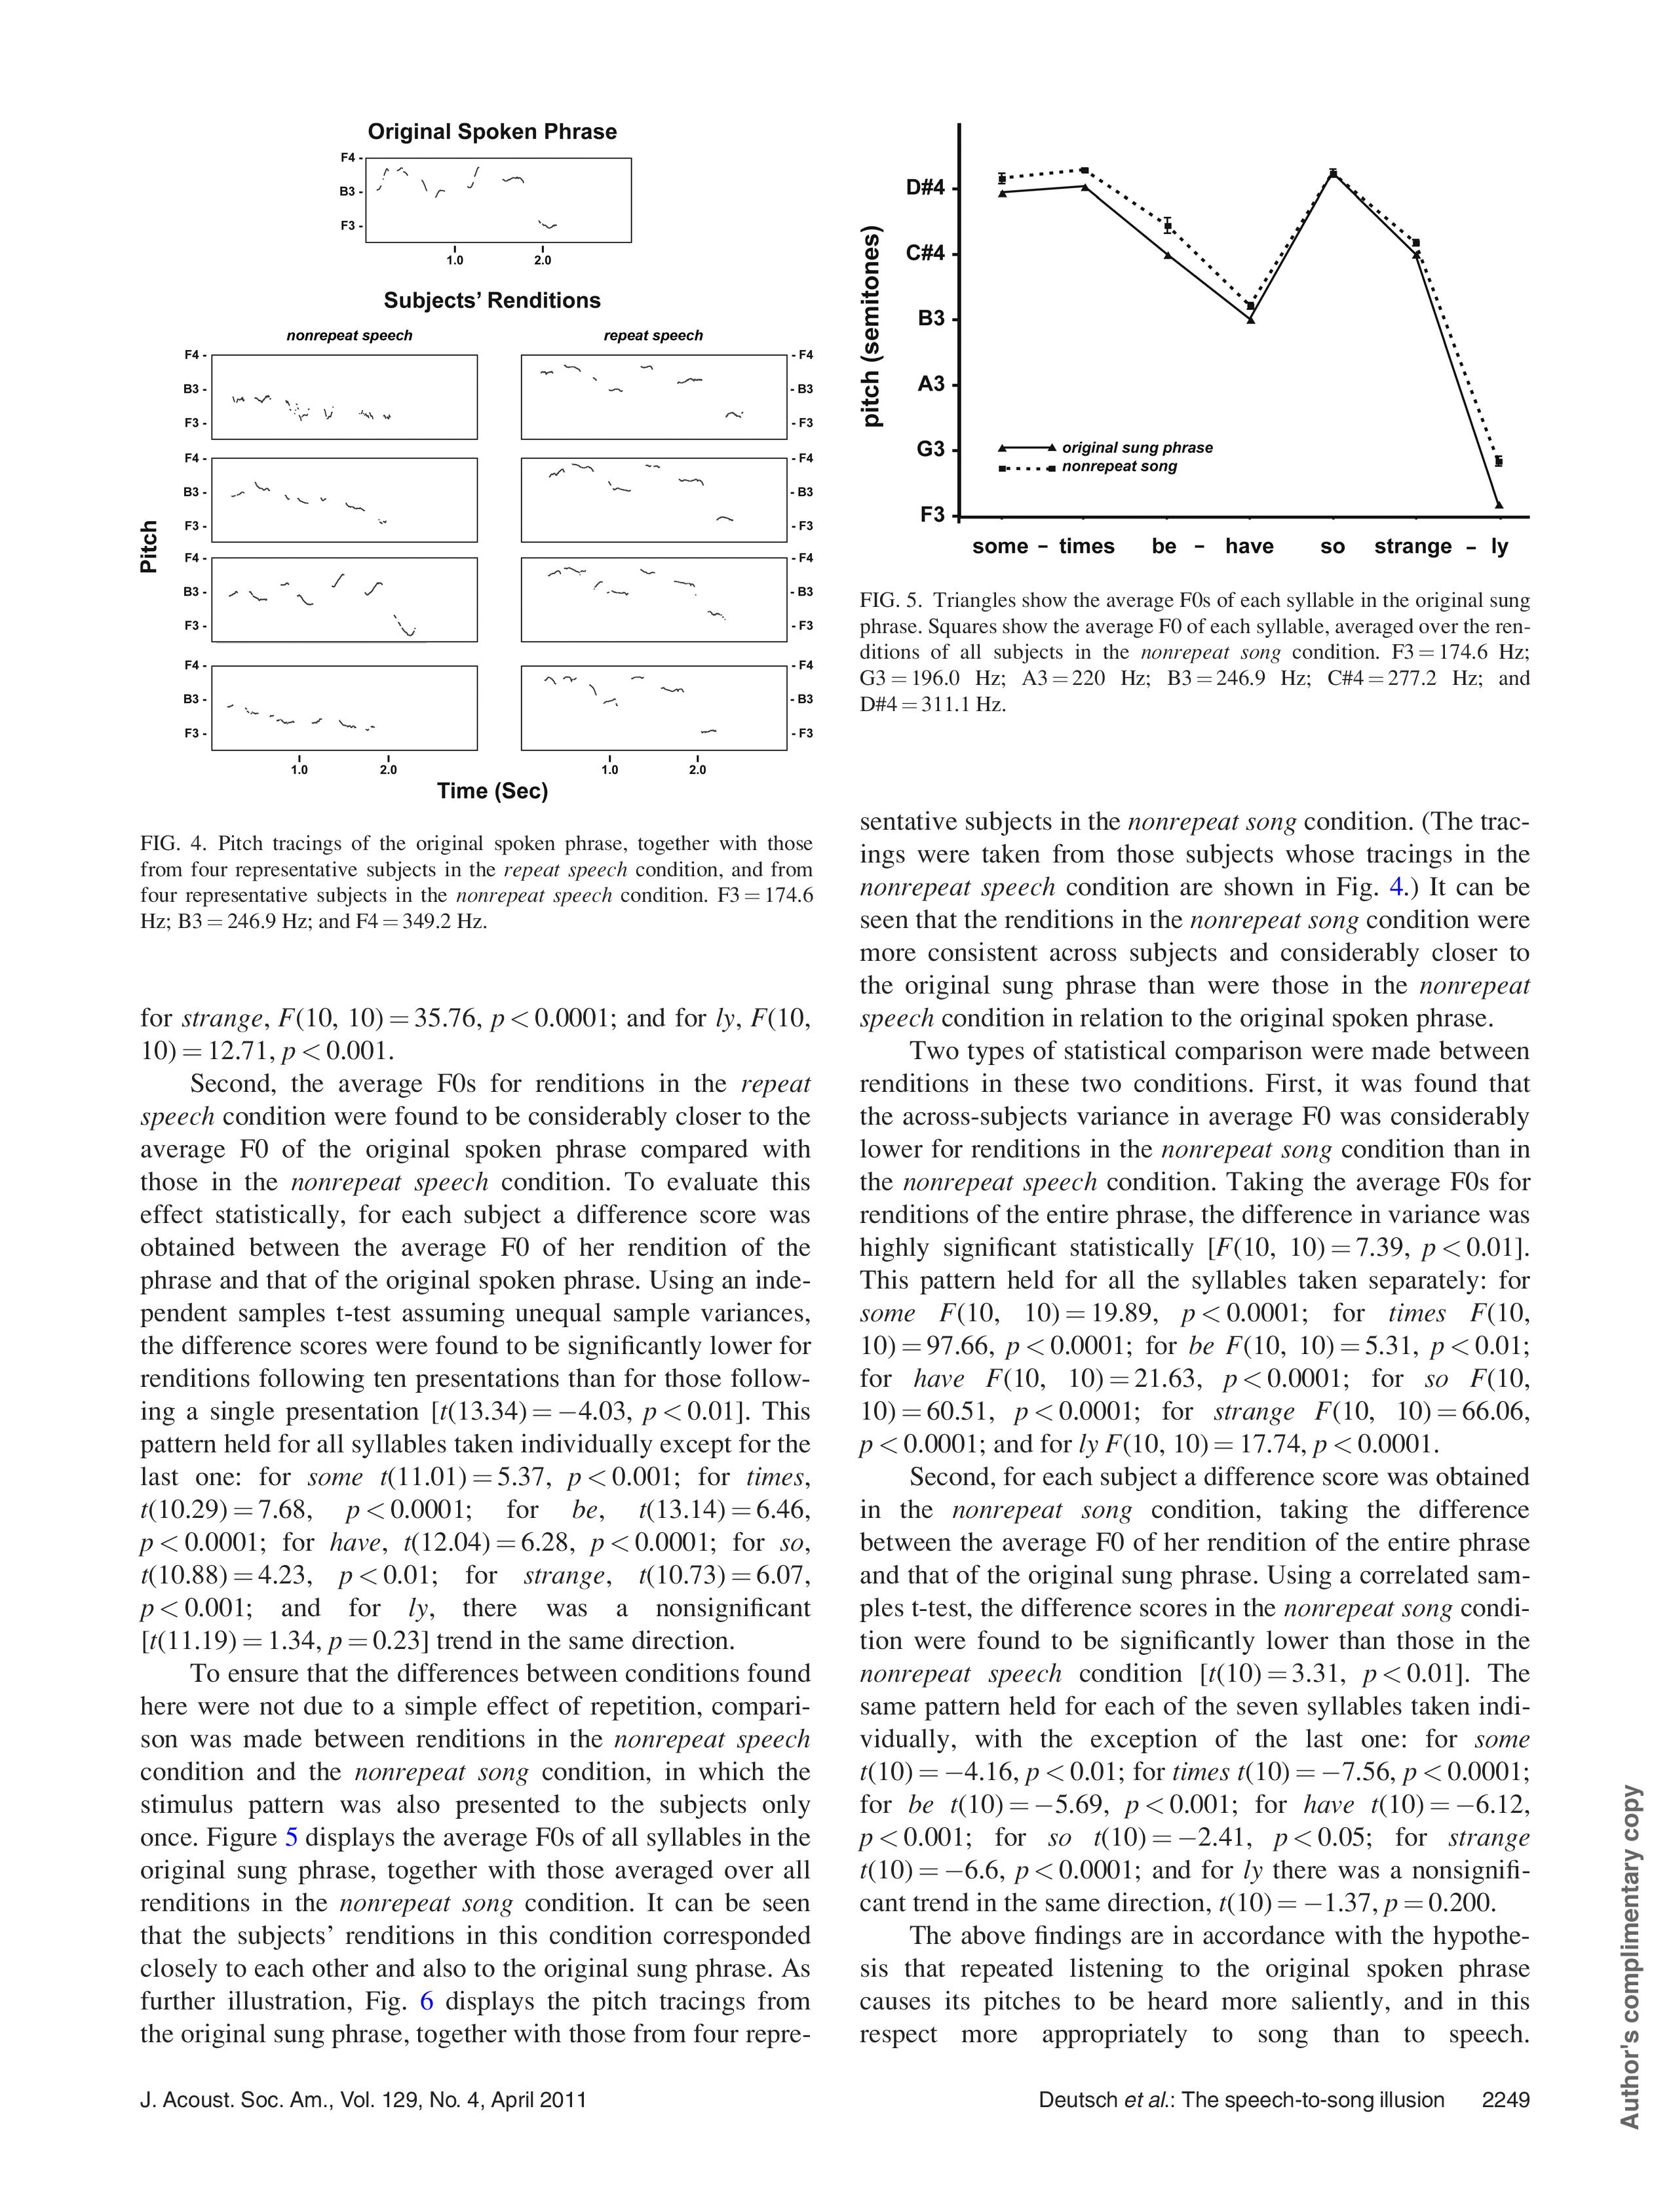 Original Spoken Phrase
F4 -
B3 -
F3 -
1.0 2.0
Subjects' Renditions
nonrepeat speech repeat speech
F4 - - F4
B3 - - B3
F3 - - F3
F4 - - F4
B3 - - B3
F3 - - F3
F4 - - F4
B3 - - B3
F3 - - F3
F4 - - F4
B3 - - B3
F3 - - F3
Pitch
1.0 2.0 1.0 2.0
Time (Sec)
FIG. 4. Pitch tracings of the original spoken phrase, together with those
from four representative subjects in the repeat speech condition, and from
four representative subjects in the nonrepeat speech condition. F3 = 174.6
Hz; B3 = 246.9 Hz; and F4 = 349.2 Hz.
for strange, F(10, 10) = 35.76, p < 0.0001; and for ly, F(10,
10) = 12.71, p < 0.001.
Second, the average F0s for renditions in the repeat
speech condition were found to be considerably closer to the
average F0 of the original spoken phrase compared with
those in the nonrepeat speech condition. To evaluate this
effect statistically, for each subject a difference score was
obtained between the average F0 of her rendition of the
phrase and that of the original spoken phrase. Using an inde-
pendent samples t-test assuming unequal sample variances,
the difference scores were found to be significantly lower for
renditions following ten presentations than for those follow-
ing a single presentation [t(13.34) = −4.03, p < 0.01]. This
pattern held for all syllables taken individually except for the
last one: for some t(11.01) = 5.37, p < 0.001; for times,
t(10.29) = 7.68, p < 0.0001; for be, t(13.14) = 6.46,
p < 0.0001; for have, t(12.04) = 6.28, p < 0.0001; for so,
t(10.88) = 4.23, p < 0.01; for strange, t(10.73) = 6.07,
p < 0.001; and for ly, there was a nonsignificant
[t(11.19) = 1.34, p = 0.23] trend in the same direction.
To ensure that the differences between conditions found
here were not due to a simple effect of repetition, compari-
son was made between renditions in the nonrepeat speech
condition and the nonrepeat song condition, in which the
stimulus pattern was also presented to the subjects only
once. Figure 5 displays the average F0s of all syllables in the
original sung phrase, together with those averaged over all
renditions in the nonrepeat song condition. It can be seen
that the subjects' renditions in this condition corresponded
closely to each other and also to the original sung phrase. As
further illustration, Fig. 6 displays the pitch tracings from
the original sung phrase, together with those from four repre-
pitch (semitones)
D#4
C#4
B3
A3
G3
F3
original sung phrase
nonrepeat song
some – times be – have so strange – ly
FIG. 5. Triangles show the average F0s of each syllable in the original sung
phrase. Squares show the average F0 of each syllable, averaged over the ren-
ditions of all subjects in the nonrepeat song condition. F3 = 174.6 Hz;
G3 = 196.0 Hz; A3 = 220 Hz; B3 = 246.9 Hz; C#4 = 277.2 Hz; and
D#4 = 311.1 Hz.
sentative subjects in the nonrepeat song condition. (The trac-
ings were taken from those subjects whose tracings in the
nonrepeat speech condition are shown in Fig. 4.) It can be
seen that the renditions in the nonrepeat song condition were
more consistent across subjects and considerably closer to
the original sung phrase than were those in the nonrepeat
speech condition in relation to the original spoken phrase.
Two types of statistical comparison were made between
renditions in these two conditions. First, it was found that
the across-subjects variance in average F0 was considerably
lower for renditions in the nonrepeat song condition than in
the nonrepeat speech condition. Taking the average F0s for
renditions of the entire phrase, the difference in variance was
highly significant statistically [F(10, 10) = 7.39, p < 0.01].
This pattern held for all the syllables taken separately: for
some F(10, 10) = 19.89, p < 0.0001; for times F(10,
10) = 97.66, p < 0.0001; for be F(10, 10) = 5.31, p < 0.01;
for have F(10, 10) = 21.63, p < 0.0001; for so F(10,
10) = 60.51, p < 0.0001; for strange F(10, 10) = 66.06,
p < 0.0001; and for ly F(10, 10) = 17.74, p < 0.0001.
Second, for each subject a difference score was obtained
in the nonrepeat song condition, taking the difference
between the average F0 of her rendition of the entire phrase
and that of the original sung phrase. Using a correlated sam-
ples t-test, the difference scores in the nonrepeat song condi-
tion were found to be significantly lower than those in the
nonrepeat speech condition [t(10) = 3.31, p < 0.01]. The
same pattern held for each of the seven syllables taken indi-
vidually, with the exception of the last one: for some
t(10) = −4.16, p < 0.01; for times t(10) = −7.56, p < 0.0001;
for be t(10) = −5.69, p < 0.001; for have t(10) = −6.12,
p < 0.001; for so t(10) = −2.41, p < 0.05; for strange
t(10) = −6.6, p < 0.0001; and for ly there was a nonsignifi-
cant trend in the same direction, t(10) = −1.37, p = 0.200.
The above findings are in accordance with the hypothe-
sis that repeated listening to the original spoken phrase
causes its pitches to be heard more saliently, and in this
respect more appropriately to song than to speech.
J. Acoust. Soc. Am., Vol. 129, No. 4, April 2011
Deutsch et al.: The speech-to-song illusion 2249
Author's complimentary copy